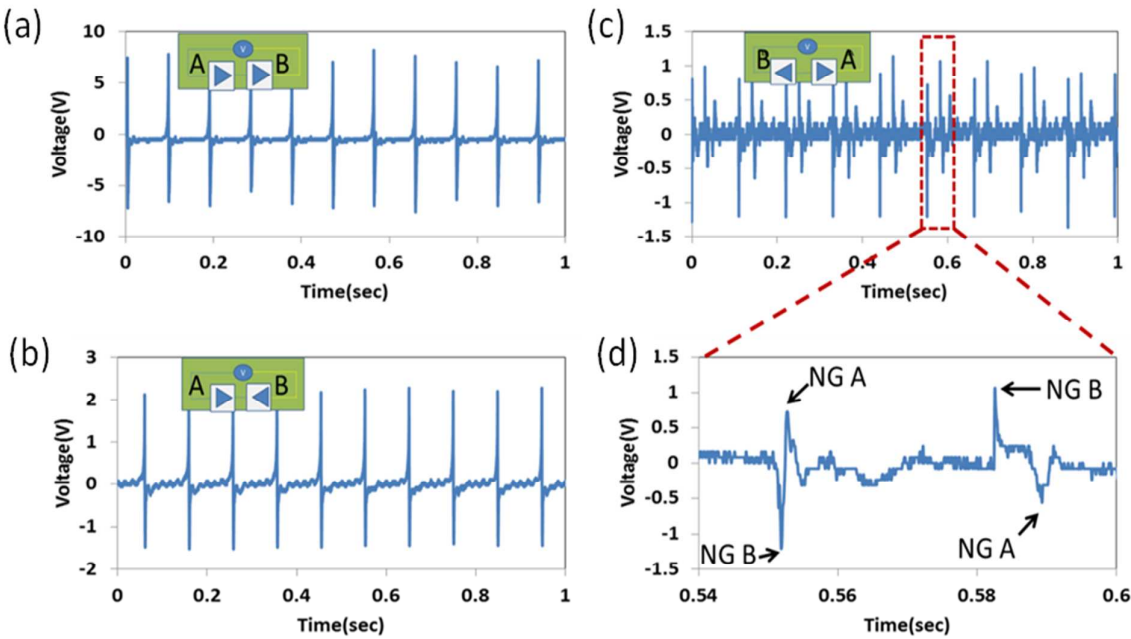 (a)
10
5
0
-5
-10
Voltage(V)
A V B
0 0.2 0.4 0.6 0.8 1
Time(sec)
(b)
3
2
1
0
-1
-2
Voltage(V)
A V B
0 0.2 0.4 0.6 0.8 1
Time(sec)
(c)
1.5
1
0.5
0
-0.5
-1
-1.5
Voltage(V)
B V A
0 0.2 0.4 0.6 0.8 1
Time(sec)
(d)
1.5
1
0.5
0
-0.5
-1
-1.5
Voltage(V)
NG A
NG B
NG B
NG A
0.54 0.56 0.58 0.6
Time(sec)